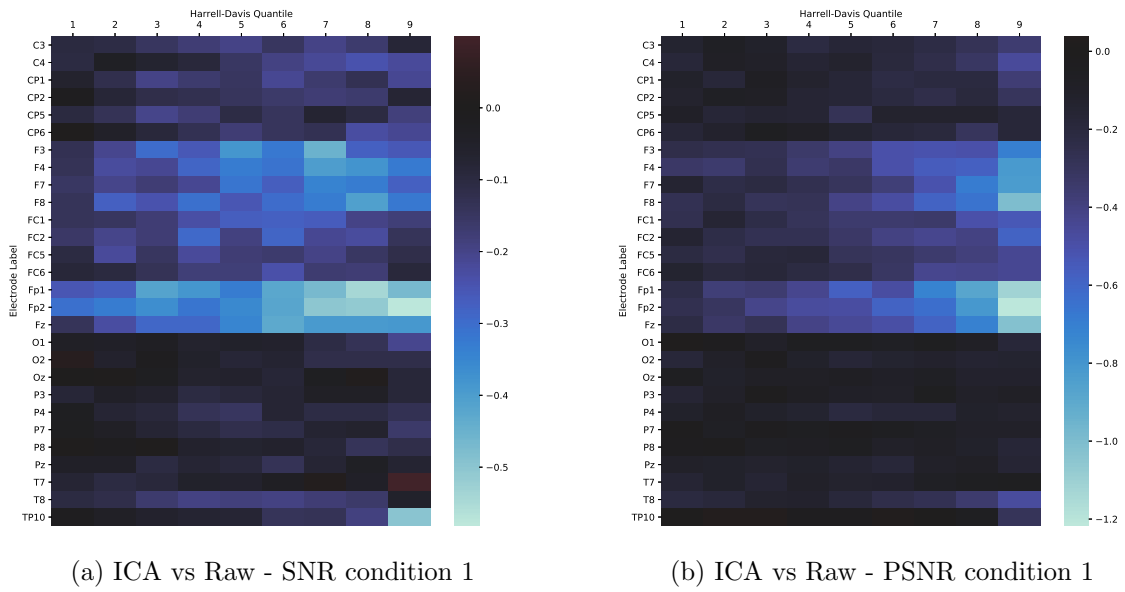 Harrell-Davis Quantile
1 2 3 4 5 6 7 8 9
Electrode Label
C3
C4
CP1
CP2
CP5
CP6
F3
F4
F7
F8
FC1
FC2
FC5
FC6
Fp1
Fp2
Fz
O1
O2
Oz
P3
P4
P7
P8
Pz
T7
T8
TP10
0.0
−0.1
−0.2
−0.3
−0.4
−0.5
(a) ICA vs Raw - SNR condition 1
Harrell-Davis Quantile
1 2 3 4 5 6 7 8 9
Electrode Label
C3
C4
CP1
CP2
CP5
CP6
F3
F4
F7
F8
FC1
FC2
FC5
FC6
Fp1
Fp2
Fz
O1
O2
Oz
P3
P4
P7
P8
Pz
T7
T8
TP10
0.0
−0.2
−0.4
−0.6
−0.8
−1.0
−1.2
(b) ICA vs Raw - PSNR condition 1